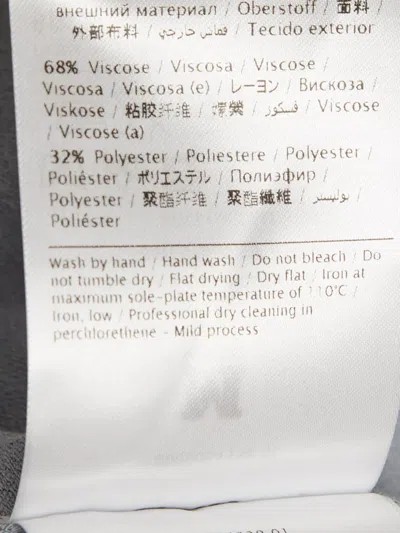 внешний материал / Oberstoff / 面料 /
外部布料 / قماش خارجي / Tecido exterior
68% Viscose / Viscosa / Viscose /
Viscosa / Viscosa (e) / レーヨン / Вискоза /
Viskose / 粘胶纤维 / 嫘縈 / فسكوز / Viscose
/ Viscose (a)
32% Polyester / Poliestere / Polyester /
Poliéster / ポリエステル / Полиэфир /
Polyester / 聚酯纤维 / 聚酯纖維 / بوليستر /
Poliéster
Wash by hand / Hand wash / Do not bleach / Do
not tumble dry / Flat drying / Dry flat / Iron at
maximum sole-plate temperature of 110°C /
Iron, low / Professional dry cleaning in
perchlorethene - Mild process